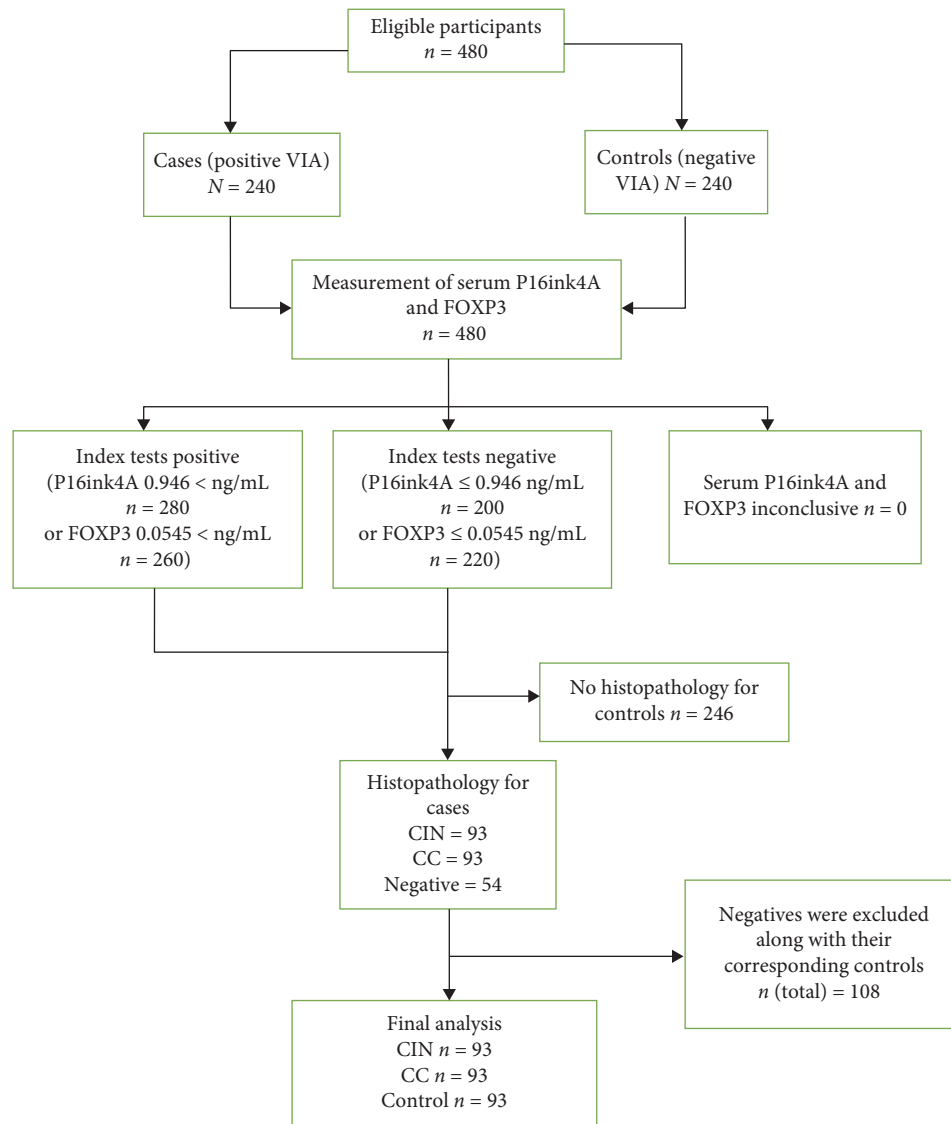 Eligible participants
n = 480
Cases (positive VIA)
N = 240
Controls (negative
VIA) N = 240
Measurement of serum P16ink4A
and FOXP3
n = 480
Index tests positive
(P16ink4A 0.946 < ng/mL
n = 280
or FOXP3 0.0545 < ng/mL
n = 260)
Index tests negative
(P16ink4A ≤ 0.946 ng/mL
n = 200
or FOXP3 ≤ 0.0545 ng/mL
n = 220)
Serum P16ink4A and
FOXP3 inconclusive n = 0
No histopathology for
controls n = 246
Histopathology for
cases
CIN = 93
CC = 93
Negative = 54
Negatives were excluded
along with their
corresponding controls
n (total) = 108
Final analysis
CIN n = 93
CC n = 93
Control n = 93